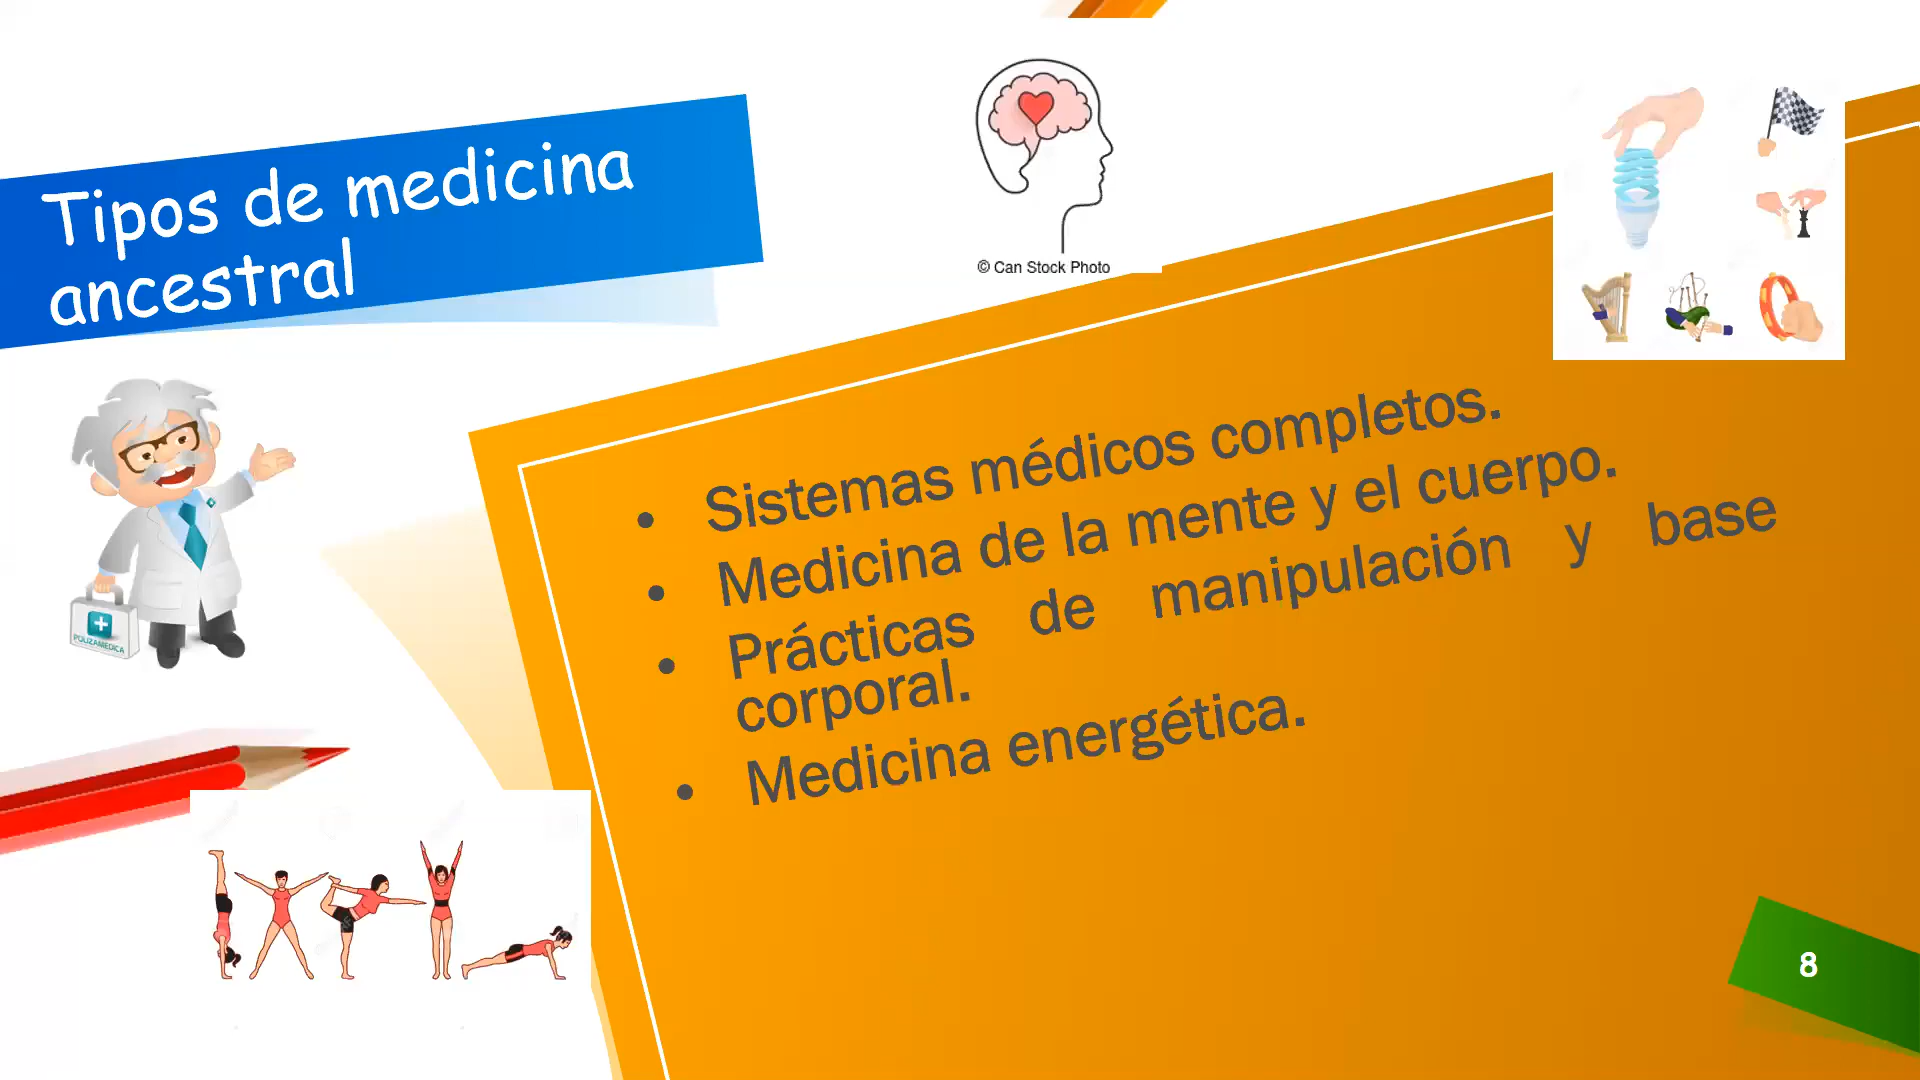 Tipos de medicina
ancestral
© Can Stock Photo
• Sistemas médicos completos.
• Medicina de la mente y el cuerpo.
• Prácticas de manipulación y base
corporal.
• Medicina energética.
POLIZAMEDICA
8